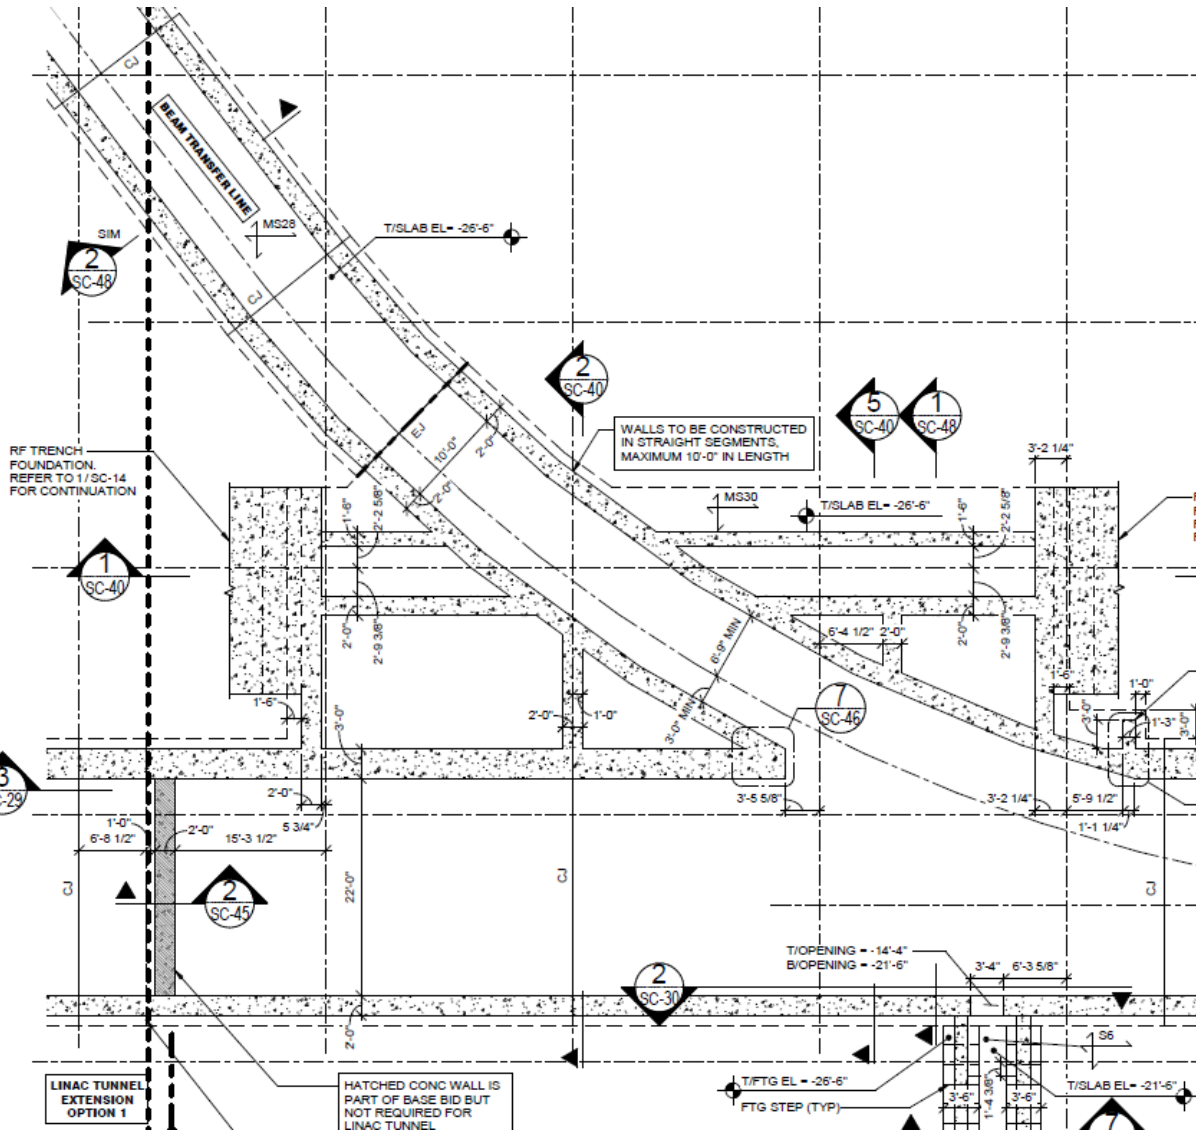 CJ
BEAM TRANSFER LINE
MS28
T/SLAB EL= -26'-6"
SIM
2
SC-48
CJ
2
SC-40
5
SC-40
1
SC-48
EJ
10'-0"
2'-0"
2'-0"
WALLS TO BE CONSTRUCTED
IN STRAIGHT SEGMENTS,
MAXIMUM 10'-0" IN LENGTH
3'-2 1/4"
RF TRENCH
FOUNDATION.
REFER TO 1/SC-14
FOR CONTINUATION
1'-6"
2'-2 5/8"
MS30
T/SLAB EL= -26'-6"
1'-6"
2'-2 5/8"
1
SC-40
2'-0"
2'-9 3/8"
6'-9" MIN
6'-4 1/2"
2'-0"
2'-0"
2'-9 3/8"
1'-6"
3'-0"
2'-0"
1'-0"
3'-0" MIN
7
SC-46
1'-6"
3'-0"
1'-0"
1'-3"
3'-0"
3
2'-0"
5 3/4"
3'-5 5/8"
3'-2 1/4"
5'-9 1/2"
1'-1 1/4"
1'-0"
6'-8 1/2"
2'-0"
15'-3 1/2"
CJ
22'-0"
CJ
CJ
2
SC-45
T/OPENING = -14'-4"
B/OPENING = -21'-6"
3'-4"
6'-3 5/8"
2
SC-30
2'-0"
S6
LINAC TUNNEL
EXTENSION
OPTION 1
HATCHED CONC WALL IS
PART OF BASE BID BUT
NOT REQUIRED FOR
LINAC TUNNEL
T/FTG EL = -26'-6"
FTG STEP (TYP)
3'-6"
1'-4 3/8"
3'-6"
T/SLAB EL= -21'-6"